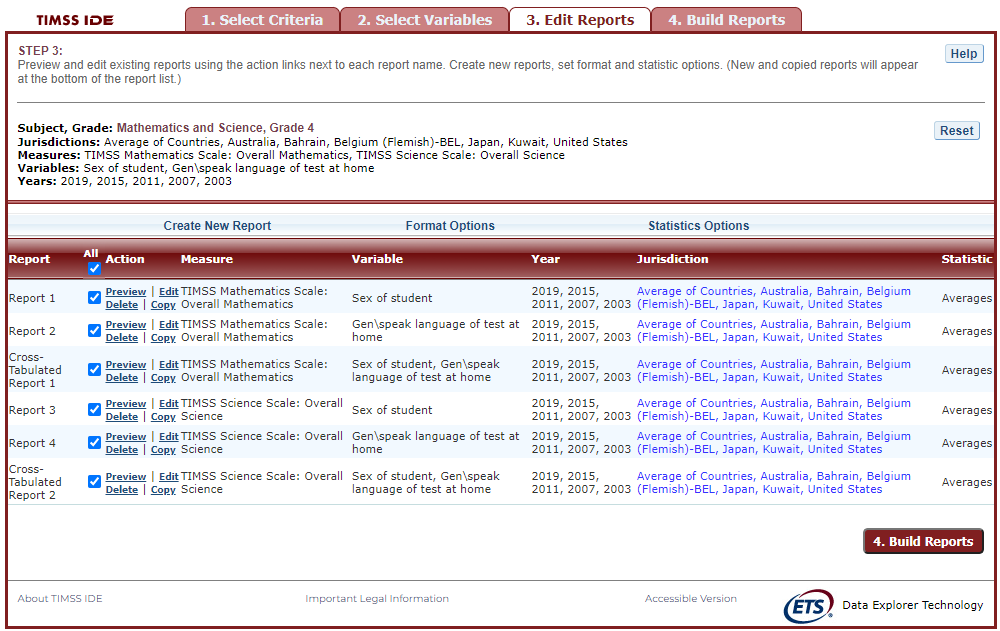 TIMSS IDE
1. Select Criteria
2. Select Variables
3. Edit Reports
4. Build Reports
STEP 3:
Preview and edit existing reports using the action links next to each report name. Create new reports, set format and statistic options. (New and copied reports will appear
at the bottom of the report list.)
Help
Subject, Grade: Mathematics and Science, Grade 4
Jurisdictions: Average of Countries, Australia, Bahrain, Belgium (Flemish)-BEL, Japan, Kuwait, United States
Measures: TIMSS Mathematics Scale: Overall Mathematics, TIMSS Science Scale: Overall Science
Variables: Sex of student, Gen\speak language of test at home
Years: 2019, 2015, 2011, 2007, 2003
Reset
Create New Report Format Options Statistics Options
Report All Action Measure Variable Year Jurisdiction Statistic
Report 1 Preview | Edit TIMSS Mathematics Scale: Sex of student 2019, 2015, Average of Countries, Australia, Bahrain, Belgium Averages
Delete | Copy Overall Mathematics 2011, 2007, 2003 (Flemish)-BEL, Japan, Kuwait, United States
Report 2 Preview | Edit TIMSS Mathematics Scale: Gen\speak language of test at 2019, 2015, Average of Countries, Australia, Bahrain, Belgium Averages
Delete | Copy Overall Mathematics home 2011, 2007, 2003 (Flemish)-BEL, Japan, Kuwait, United States
Cross-
Tabulated Preview | Edit TIMSS Mathematics Scale: Sex of student, Gen\speak 2019, 2015, Average of Countries, Australia, Bahrain, Belgium Averages
Report 1 Delete | Copy Overall Mathematics language of test at home 2011, 2007, 2003 (Flemish)-BEL, Japan, Kuwait, United States
Report 3 Preview | Edit TIMSS Science Scale: Overall Sex of student 2019, 2015, Average of Countries, Australia, Bahrain, Belgium Averages
Delete | Copy Science 2011, 2007, 2003 (Flemish)-BEL, Japan, Kuwait, United States
Report 4 Preview | Edit TIMSS Science Scale: Overall Gen\speak language of test at 2019, 2015, Average of Countries, Australia, Bahrain, Belgium Averages
Delete | Copy Science home 2011, 2007, 2003 (Flemish)-BEL, Japan, Kuwait, United States
Cross-
Tabulated Preview | Edit TIMSS Science Scale: Overall Sex of student, Gen\speak 2019, 2015, Average of Countries, Australia, Bahrain, Belgium Averages
Report 2 Delete | Copy Science language of test at home 2011, 2007, 2003 (Flemish)-BEL, Japan, Kuwait, United States
4. Build Reports
About TIMSS IDE Important Legal Information Accessible Version ETS® Data Explorer Technology